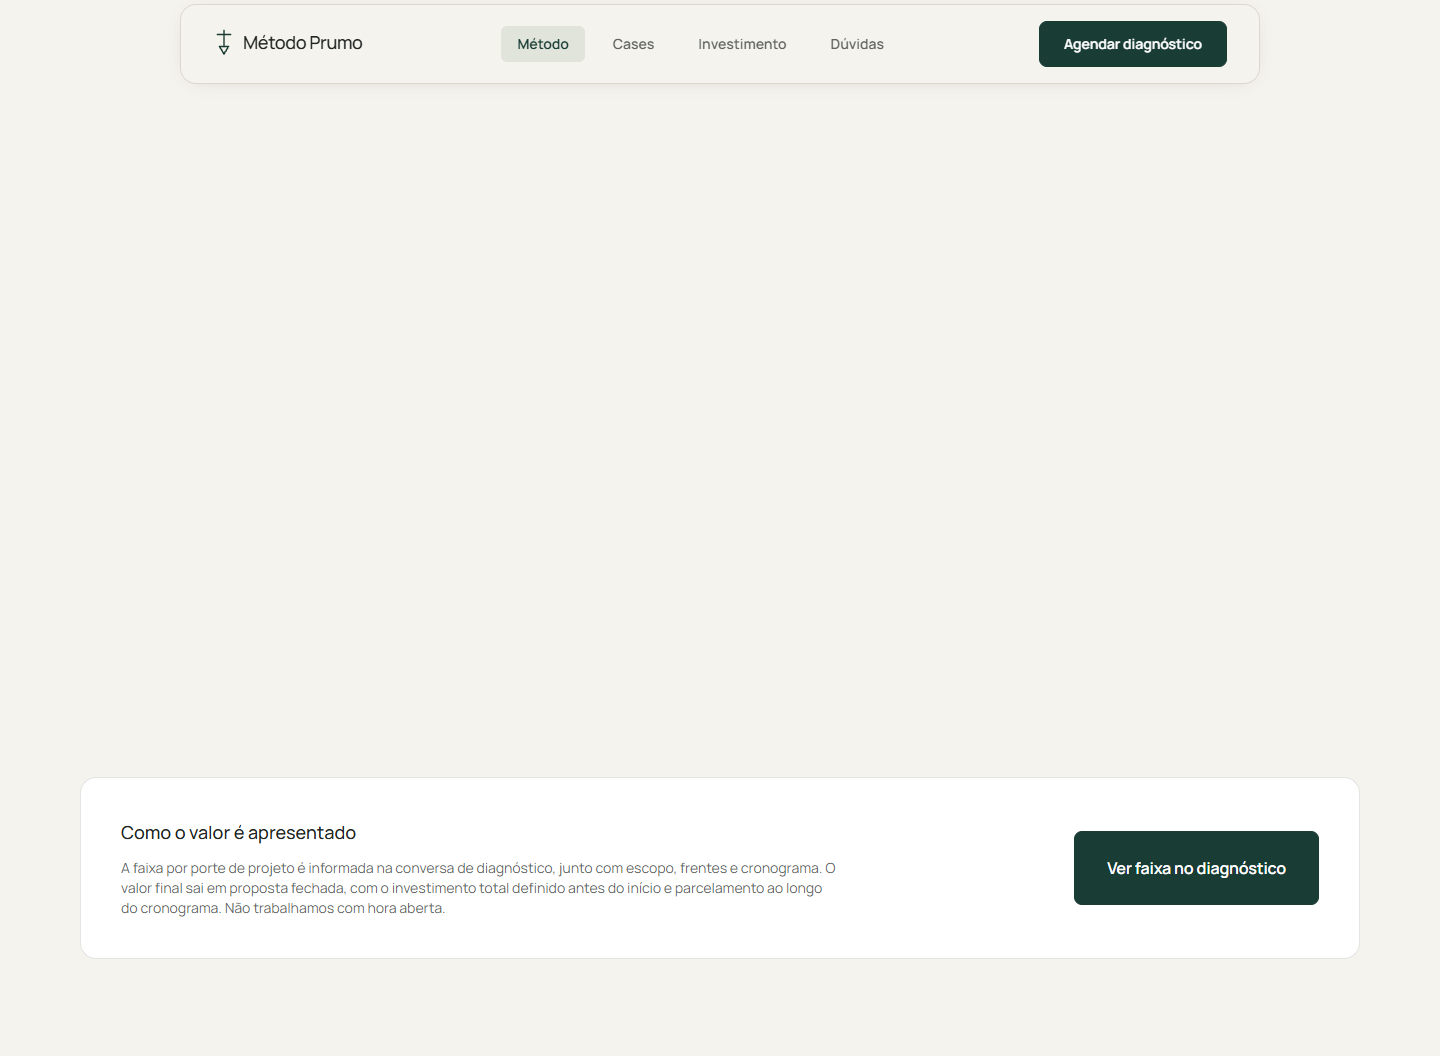 Método Prumo
Método
Cases
Investimento
Dúvidas
Agendar diagnóstico
Como o valor é apresentado
A faixa por porte de projeto é informada na conversa de diagnóstico, junto com escopo, frentes e cronograma. O
valor final sai em proposta fechada, com o investimento total definido antes do início e parcelamento ao longo
do cronograma. Não trabalhamos com hora aberta.
Ver faixa no diagnóstico